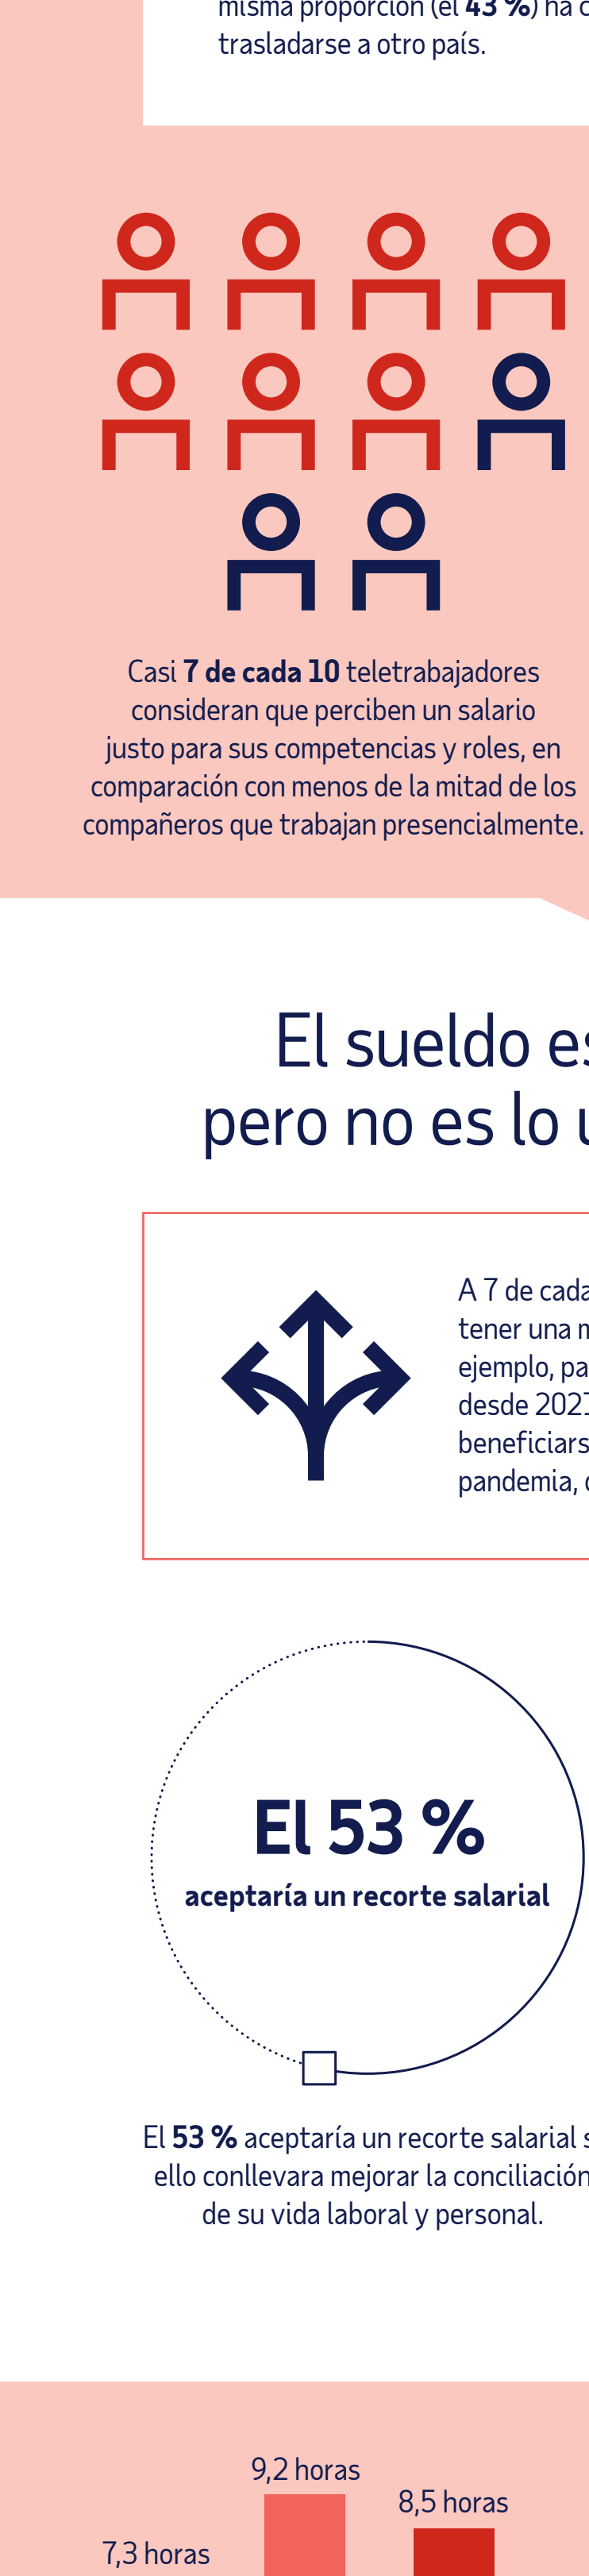 misma proporción (el 43 %) ha
trasladarse a otro país.
Casi 7 de cada 10 teletrabajadores
consideran que perciben un salario
justo para sus competencias y roles, en
comparación con menos de la mitad de los
compañeros que trabajan presencialmente.
El sueldo es
pero no es lo
A 7 de cada
tener una
ejemplo, pa
desde 2021
beneficiars
pandemia,
El 53 %
aceptaría un recorte salarial
El 53 % aceptaría un recorte salarial
ello conllevara mejorar la conciliación
de su vida laboral y personal.
9,2 horas
8,5 horas
7,3 horas